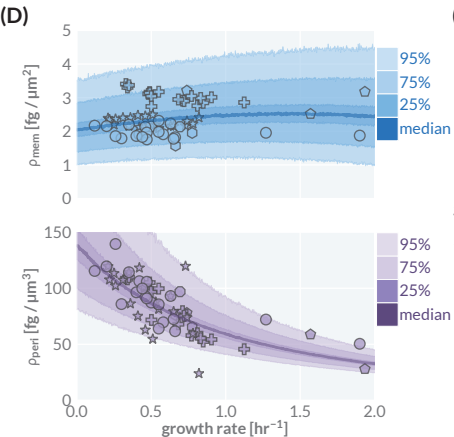 (D)
5
4
3
2
1
0
ρmem [fg / μm²]
95%
75%
25%
median
150
100
50
0
ρperi [fg / μm³]
95%
75%
25%
median
0.0 0.5 1.0 1.5 2.0
growth rate [hr⁻¹]